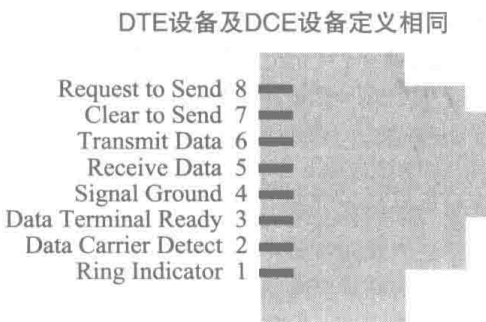 DTE设备及DCE设备定义相同
Request to Send 8
Clear to Send 7
Transmit Data 6
Receive Data 5
Signal Ground 4
Data Terminal Ready 3
Data Carrier Detect 2
Ring Indicator 1